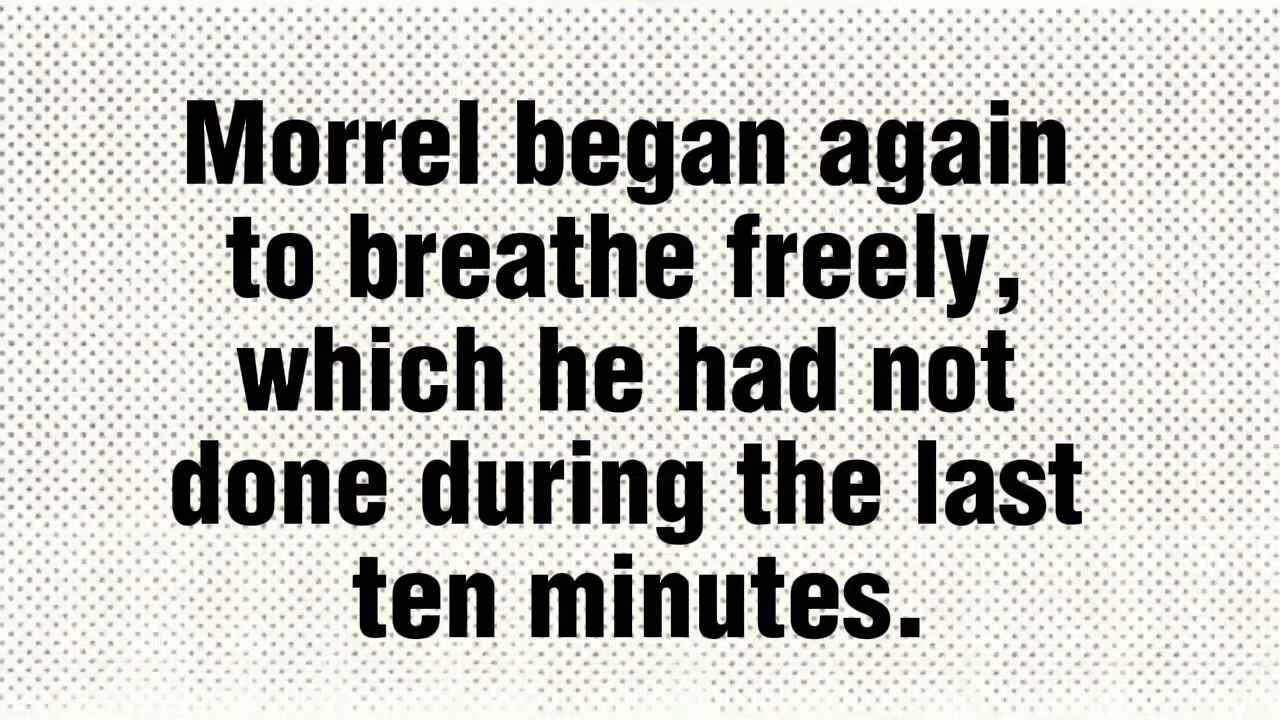 Morrel began again
to breathe freely,
which he had not
done during the last
ten minutes.